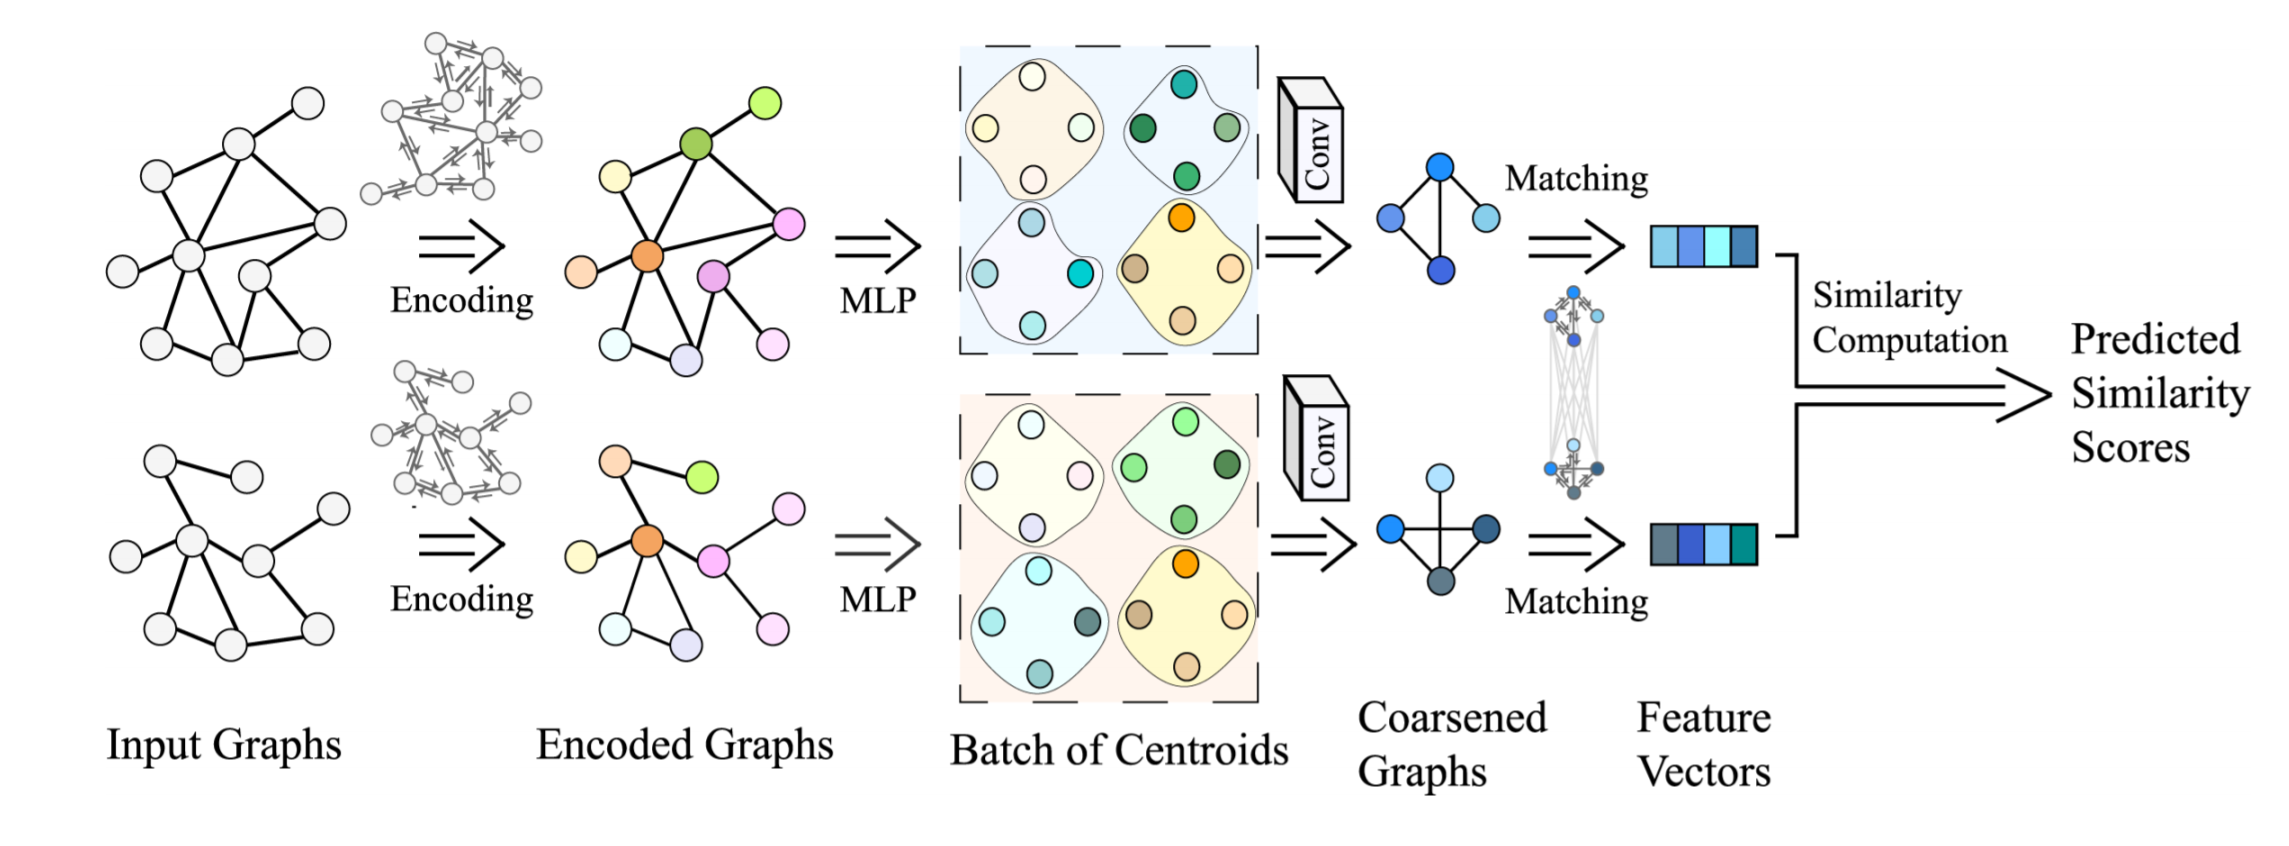 Encoding
MLP
Conv
Matching
Similarity
Computation
Predicted
Similarity
Scores
Encoding
MLP
Conv
Matching
Input Graphs
Encoded Graphs
Batch of Centroids
Coarsened
Graphs
Feature
Vectors